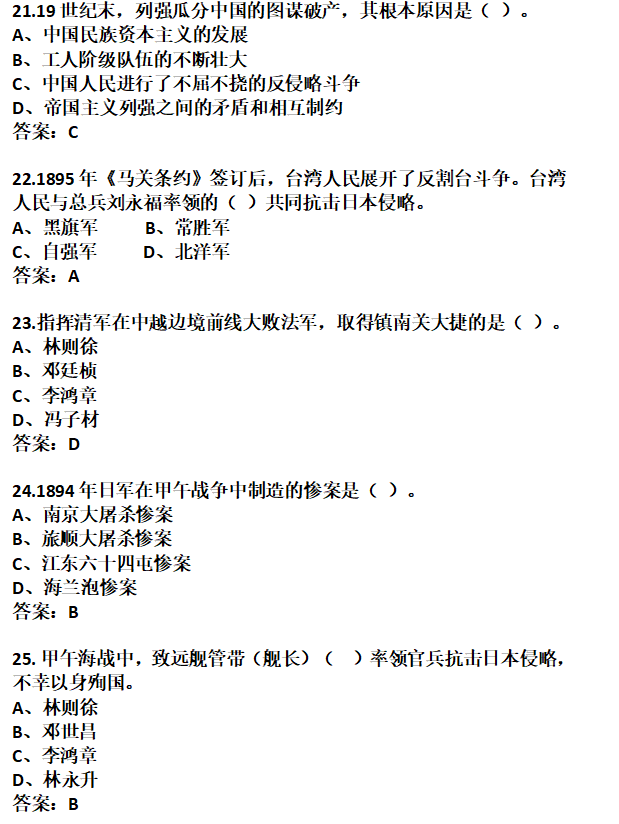 21.19 世纪末，列强瓜分中国的图谋破产，其根本原因是（ ）。
A、中国民族资本主义的发展
B、工人阶级队伍的不断壮大
C、中国人民进行了不屈不挠的反侵略斗争
D、帝国主义列强之间的矛盾和相互制约
答案：C
22.1895 年《马关条约》签订后，台湾人民展开了反割台斗争。台湾
人民与总兵刘永福率领的（ ）共同抗击日本侵略。
A、黑旗军 B、常胜军
C、自强军 D、北洋军
答案：A
23.指挥清军在中越边境前线大败法军，取得镇南关大捷的是（ ）。
A、林则徐
B、邓廷桢
C、李鸿章
D、冯子材
答案：D
24.1894 年日军在甲午战争中制造的惨案是（ ）。
A、南京大屠杀惨案
B、旅顺大屠杀惨案
C、江东六十四屯惨案
D、海兰泡惨案
答案：B
25. 甲午海战中，致远舰管带（舰长）（ ）率领官兵抗击日本侵略，
不幸以身殉国。
A、林则徐
B、邓世昌
C、李鸿章
D、林永升
答案：B